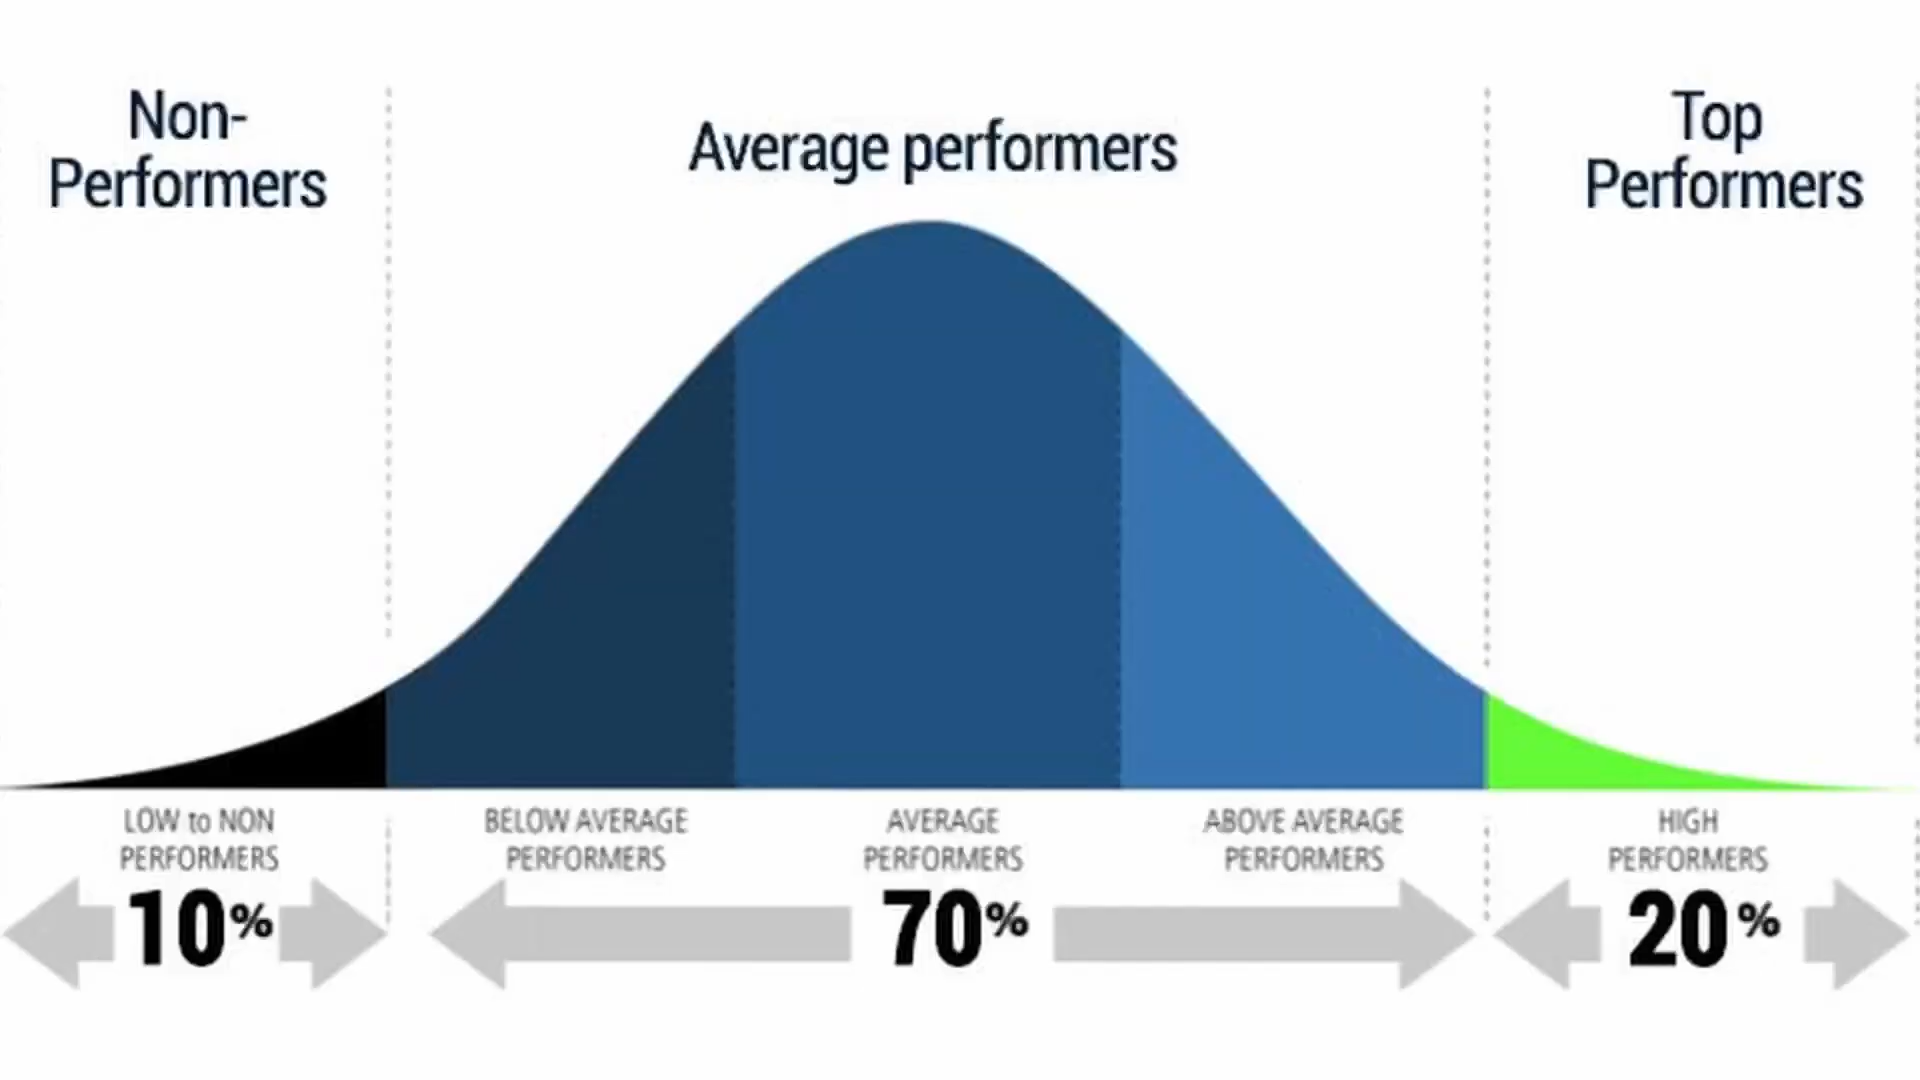 Non-
Performers
Average performers
Top
Performers
LOW to NON
PERFORMERS
10%
BELOW AVERAGE
PERFORMERS
AVERAGE
PERFORMERS
70%
ABOVE AVERAGE
PERFORMERS
HIGH
PERFORMERS
20%